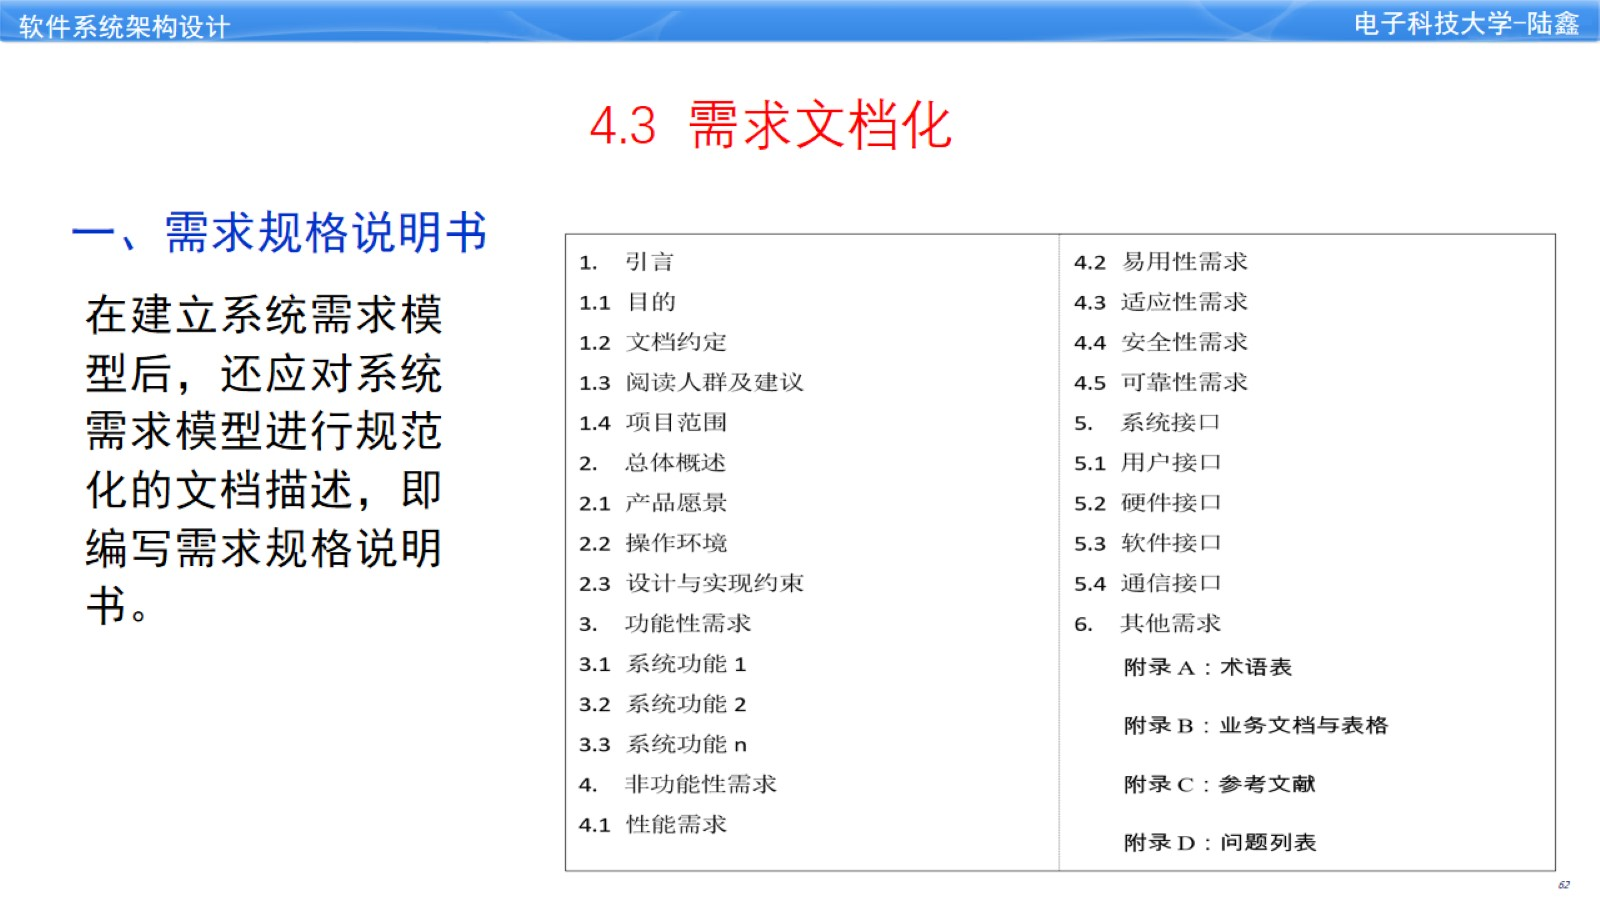 软件系统架构设计
电子科技大学-陆鑫
4.3 需求文档化
一、需求规格说明书
在建立系统需求模
型后，还应对系统
需求模型进行规范
化的文档描述，即
编写需求规格说明
书。
1. 引言
1.1 目的
1.2 文档约定
1.3 阅读人群及建议
1.4 项目范围
2. 总体概述
2.1 产品愿景
2.2 操作环境
2.3 设计与实现约束
3. 功能性需求
3.1 系统功能 1
3.2 系统功能 2
3.3 系统功能 n
4. 非功能性需求
4.1 性能需求
4.2 易用性需求
4.3 适应性需求
4.4 安全性需求
4.5 可靠性需求
5. 系统接口
5.1 用户接口
5.2 硬件接口
5.3 软件接口
5.4 通信接口
6. 其他需求
附录 A：术语表
附录 B：业务文档与表格
附录 C：参考文献
附录 D：问题列表
62